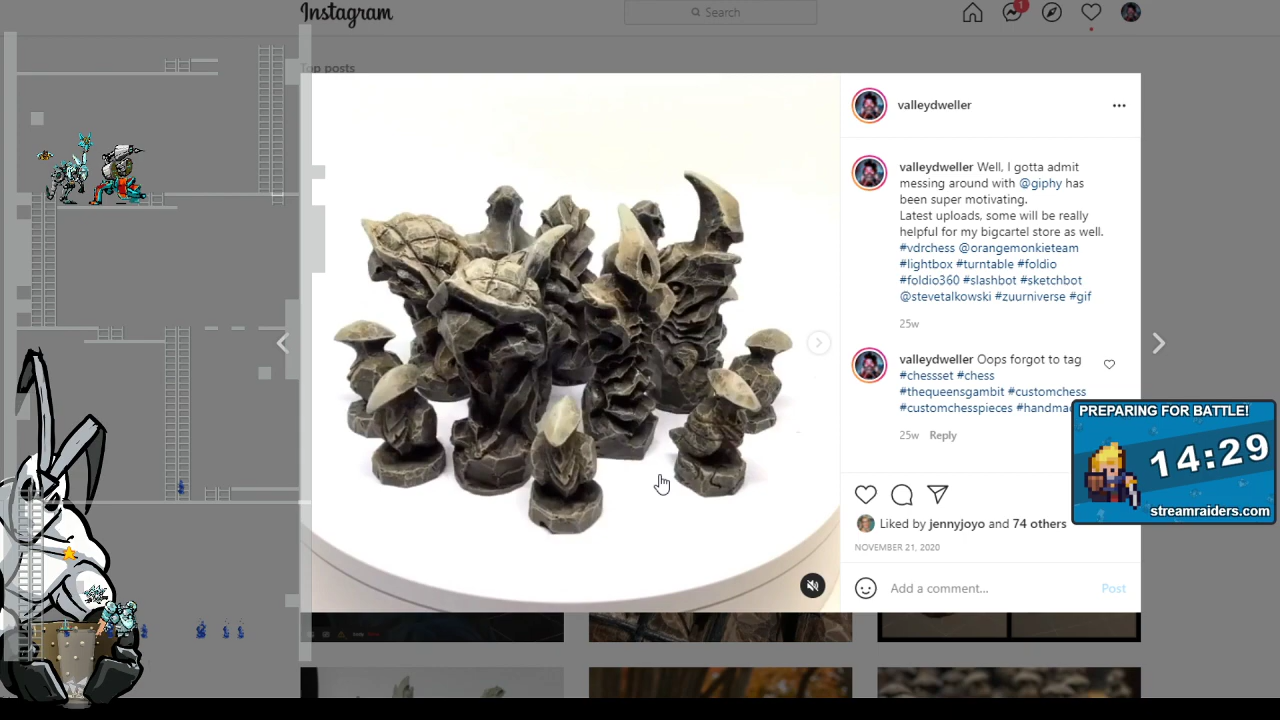 Instagram
Search
1
Top posts
valleydweller
valleydweller Well, I gotta admit
messing around with @giphy has
been super motivating.
Latest uploads, some will be really
helpful for my bigcartel store as well.
#vdrchess @orangemonkieteam
#lightbox #turntable #foldio
#foldio360 #slashbot #sketchbot
@stevetalkowski #zuurniverse #gif
25w
valleydweller Oops forgot to tag
#chessset #chess
#thequeensgambit #customchess
#customchesspieces
25w Reply
PREPARING FOR BATTLE!
14:29
streamraiders.com
Liked by jennyjoyo and 74 others
NOVEMBER 21, 2020
Add a comment...
Post